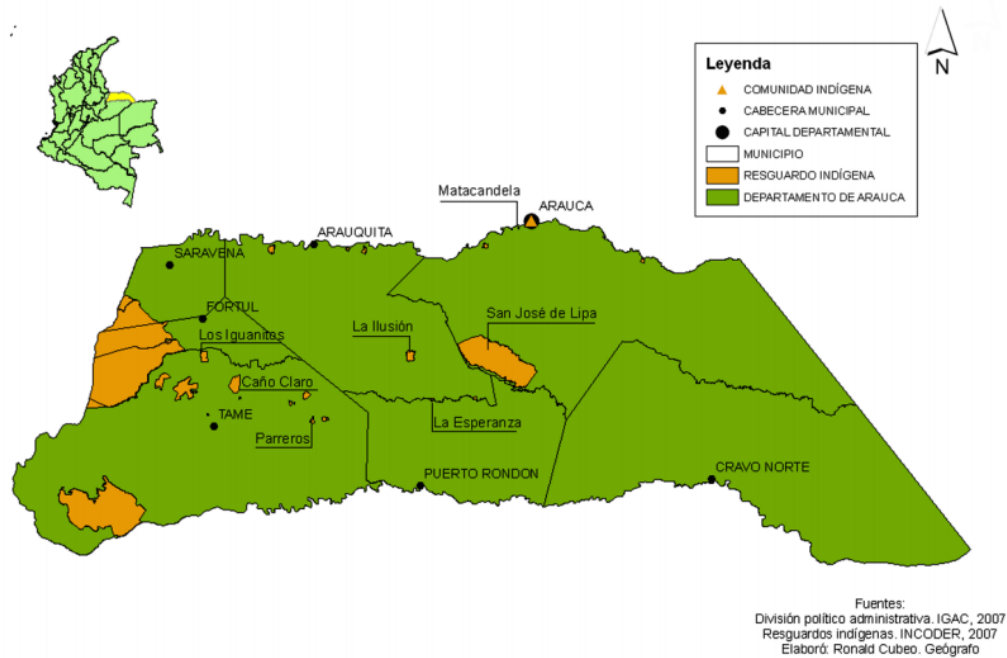 N
Leyenda
COMUNIDAD INDÍGENA
CABECERA MUNICIPAL
CAPITAL DEPARTAMENTAL
MUNICIPIO
RESGUARDO INDÍGENA
DEPARTAMENTO DE ARAUCA
Matacandela
ARAUCA
ARAUQUITA
SARAVENA
FORTUL
San José de Lipa
La Ilusión
Los Iguanitos
Caño Claro
TAME
La Esperanza
Parreros
PUERTO RONDON
CRAVO NORTE
Fuentes:
División político administrativa. IGAC, 2007
Resguardos indígenas. INCODER, 2007
Elaboró: Ronald Cubeo. Geógrafo